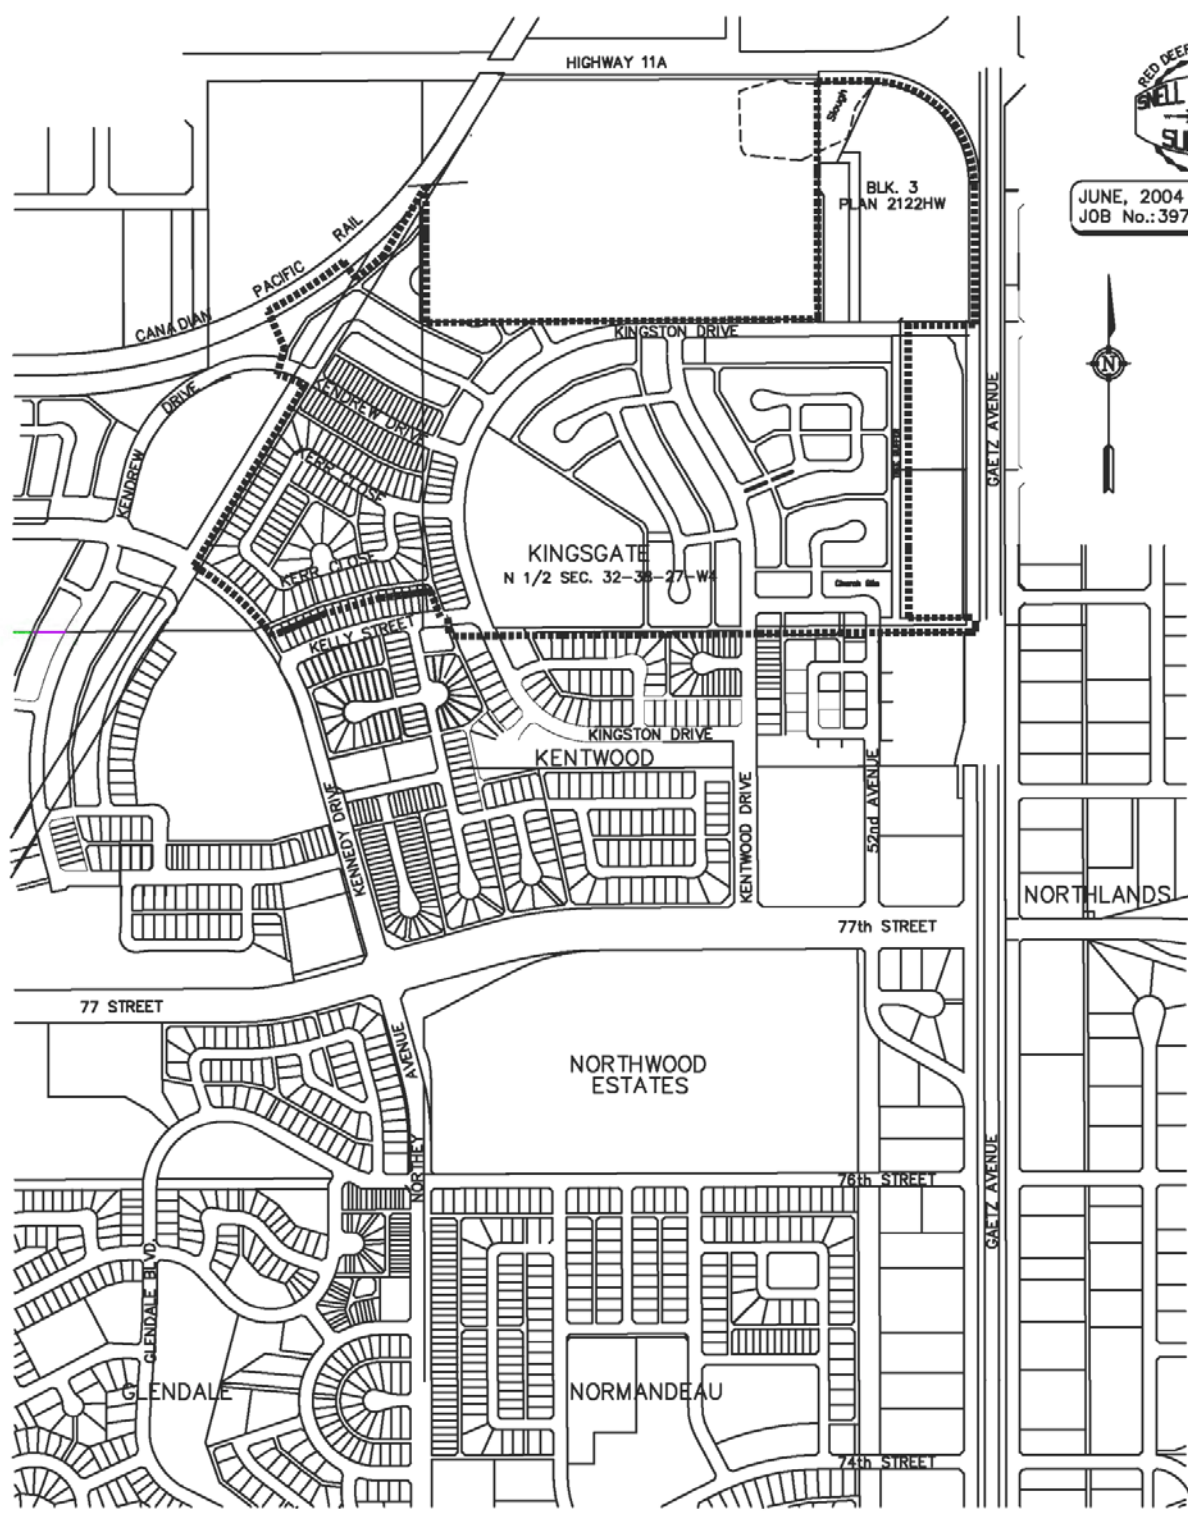 HIGHWAY 11A
RED DEER
SNELL
SU
Slough
BLK. 3
PLAN 2122HW
JUNE, 2004
JOB No.: 397
CANADIAN PACIFIC RAIL
KINGSTON DRIVE
N
KENDREW DRIVE
KENDREW DRIVE
GAETZ AVENUE
KERR CLOSE
KINGSGATE
N 1/2 SEC. 32-38-27-W4
KERR CLOSE
Church Site
KELLY STREET
KINGSTON DRIVE
KENTWOOD
KENNEDY DRIVE
KENTWOOD DRIVE
52nd AVENUE
NORTHLANDS
77th STREET
77 STREET
NORTHEY AVENUE
NORTHWOOD
ESTATES
76th STREET
GAETZ AVENUE
GLENDALE BLVD.
GLENDALE
NORMANDEAU
74th STREET